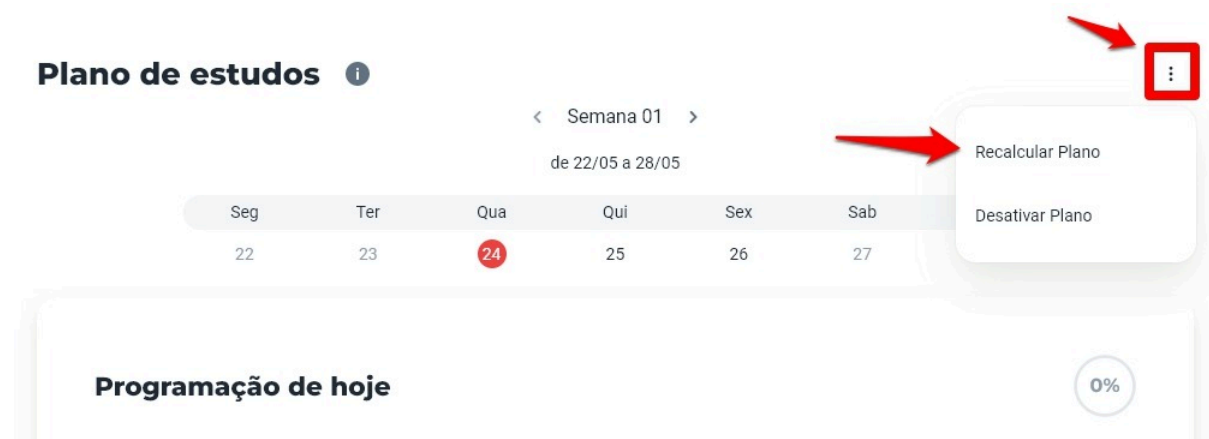 Plano de estudos i
⋮
< Semana 01 >
de 22/05 a 28/05
Recalcular Plano
Desativar Plano
Seg Ter Qua Qui Sex Sab
22 23 24 25 26 27
Programação de hoje
0%